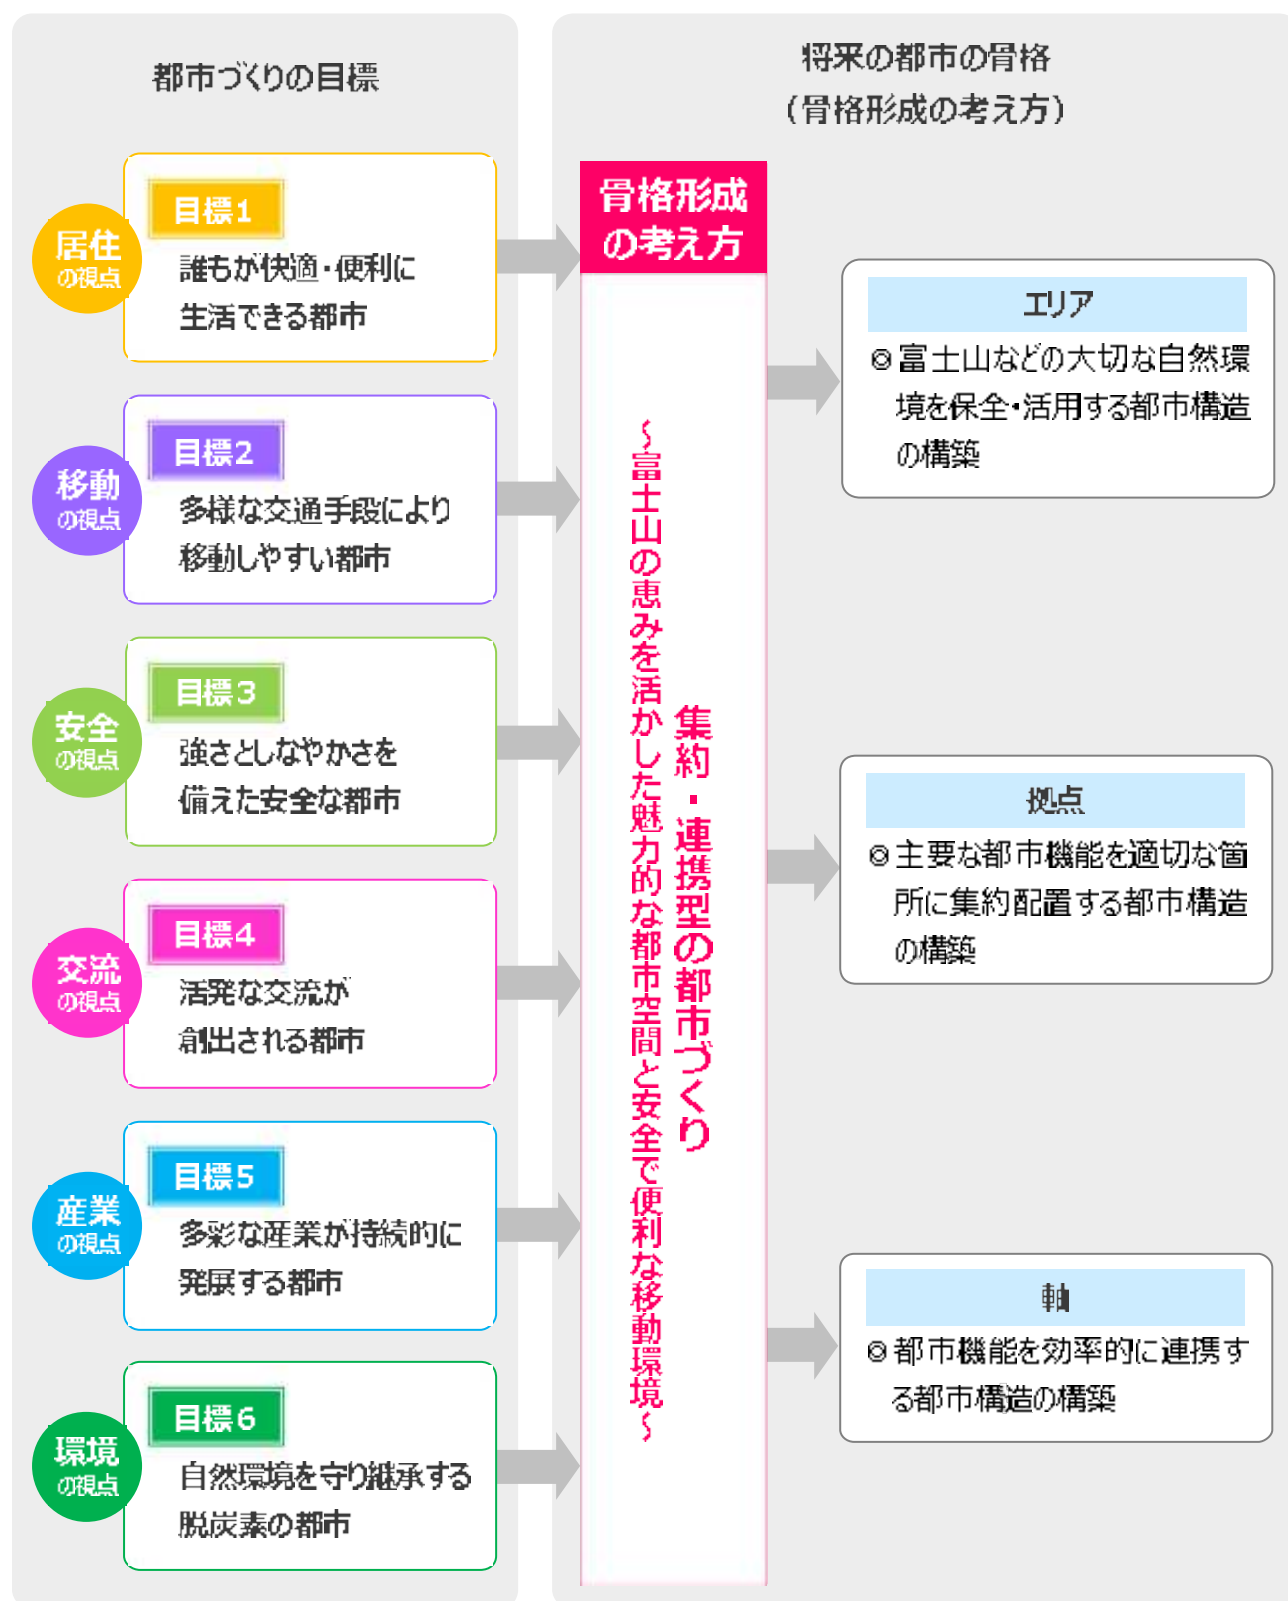 都市づくりの目標
居住
の視点
目標1
誰もが快適・便利に
生活できる都市
移動
の視点
目標2
多様な交通手段により
移動しやすい都市
安全
の視点
目標3
強さとしなやかさを
備えた安全な都市
交流
の視点
目標4
活発な交流が
創出される都市
産業
の視点
目標5
多彩な産業が持続的に
発展する都市
環境
の視点
目標6
自然環境を守り継承する
脱炭素の都市
将来の都市の骨格
（骨格形成の考え方）
骨格形成
の考え方
集約・連携型の都市づくり
～富士山の恵みを活かした魅力的な都市空間と安全で便利な移動環境～
エリア
◎富士山などの大切な自然環
境を保全・活用する都市構造
の構築
拠点
◎主要な都市機能を適切な箇
所に集約配置する都市構造
の構築
軸
◎都市機能を効率的に連携す
る都市構造の構築